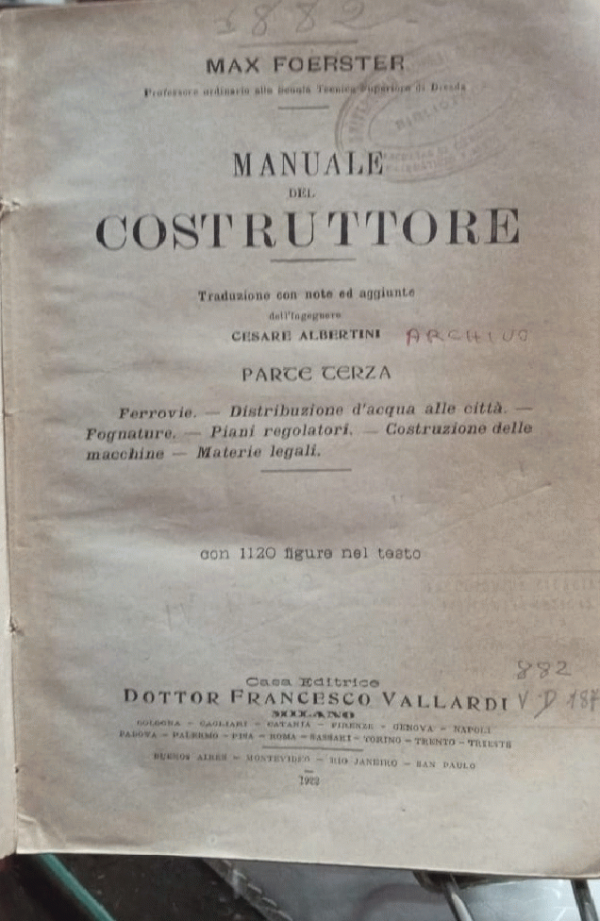 1882
MAX FOERSTER
Professore ordinario alla Scuola Tecnica Superiore di Dresda
MANUALE
DEL
COSTRUTTORE
Traduzione con note ed aggiunte
dell'Ingegnere
CESARE ALBERTINI ARCHIVO
PARTE TERZA
Ferrovie. — Distribuzione d'acqua alle città. —
Fognature. — Piani regolatori. — Costruzione delle
macchine — Materie legali.
con 1120 figure nel testo
882
Casa Editrice
DOTTOR FRANCESCO VALLARDI V D 187
MILANO
BOLOGNA - CAGLIARI - CATANIA - FIRENZE - GENOVA - NAPOLI
PADOVA - PALERMO - PISA - ROMA - SASSARI - TORINO - TRENTO - TRIESTE
BUENOS AIRES - MONTEVIDEO - RIO JANEIRO - SAN PAULO